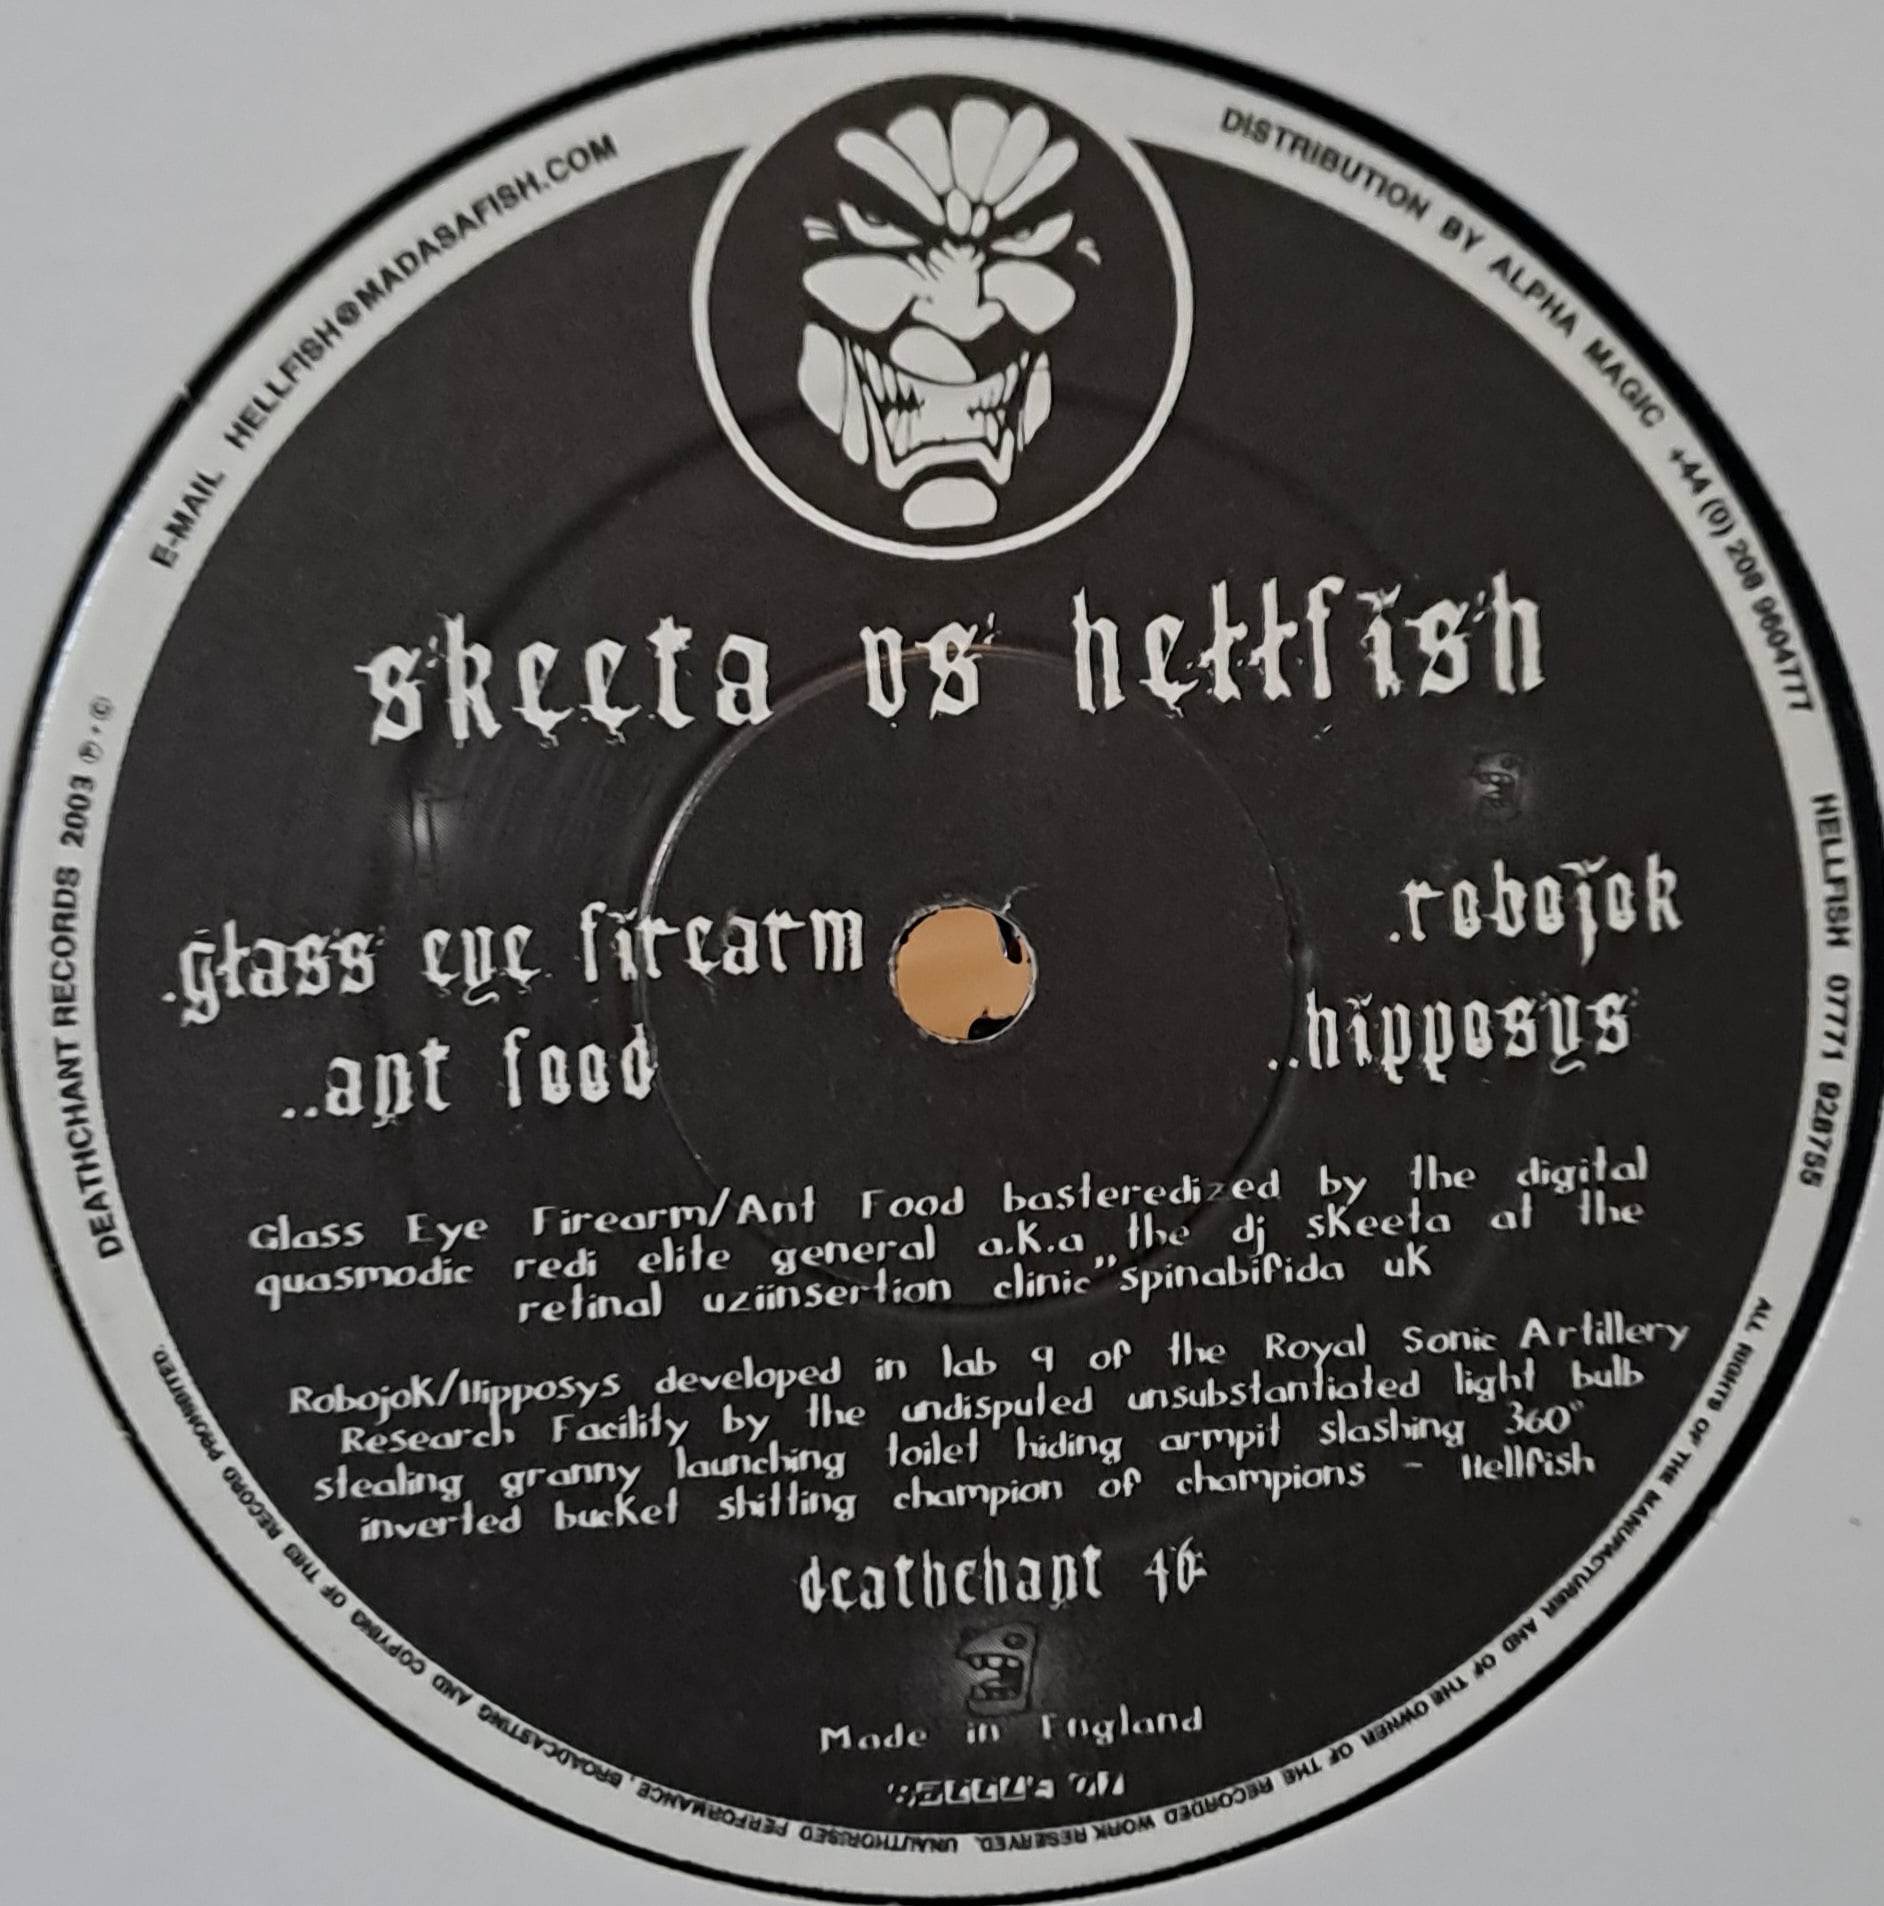 E-MAIL HELLFISH@MADASAFISH.COM
DISTRIBUTION BY ALPHA MAGIC +44 (0) 208 9604777
HELLFISH 07771 928755
DEATHCHANT RECORDS 2003 ℗·©
skeeta vs hellfish
.glass eye firearm
..ant food
.robojok
..hipposys
Glass Eye Firearm/Ant Food basteredized by the digital
quasmodic redi elite general a.k.a,, the dj skeeta at the
retinal uziinsertion clinic" spinabifida uk
Robojok/Hipposys developed in lab 9 of the Royal Sonic Artillery
Research Facility by the undisputed unsubstantiated light bulb
stealing granny launching toilet hiding armpit slashing 360"
inverted bucket shitting champion of champions - Hellfish
deathchant 46
Made in England
ALL RIGHTS OF THE MANUFACTURER AND OF THE OWNER OF THE RECORDED WORK RESERVED. UNAUTHORISED PERFORMANCE, BROADCASTING AND COPYING OF THIS RECORD PROHIBITED.